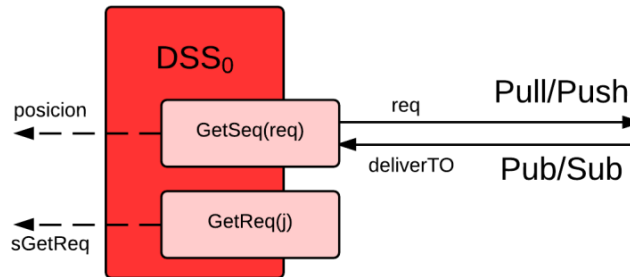 DSS₀
posicion
GetSeq(req)
req
Pull/Push
deliverTO
Pub/Sub
GetReq(j)
sGetReq